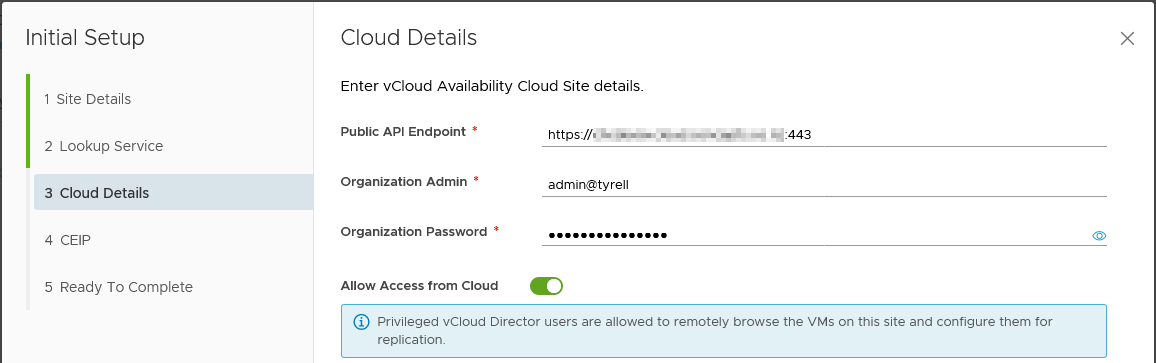 Initial Setup
1 Site Details
2 Lookup Service
3 Cloud Details
4 CEIP
5 Ready To Complete
Cloud Details
Enter vCloud Availability Cloud Site details.
Public API Endpoint * https:// :443
Organization Admin * admin@tyrell
Organization Password * •••••••••••••••
Allow Access from Cloud
Privileged vCloud Director users are allowed to remotely browse the VMs on this site and configure them for
replication.